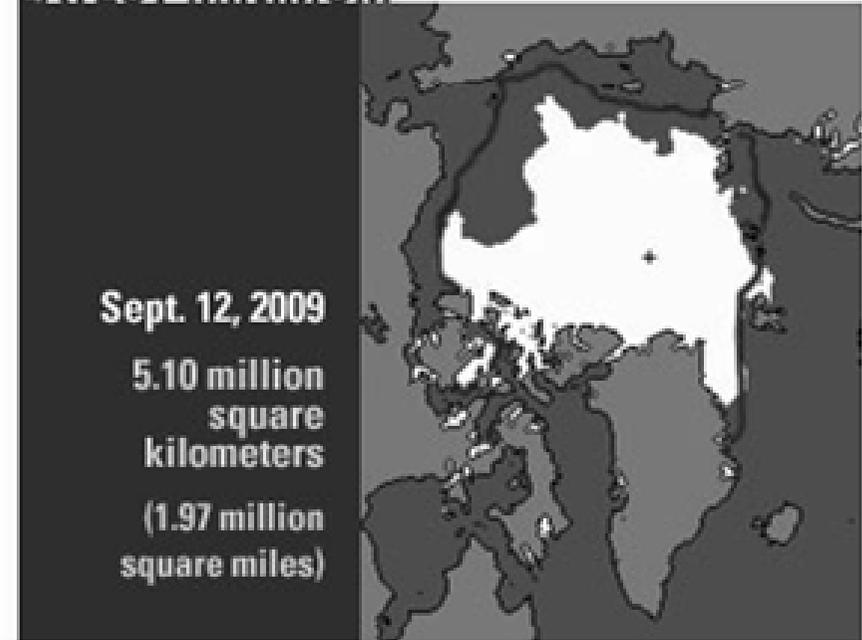 Sept. 12, 2009
5.10 million
square
kilometers
(1.97 million
square miles)